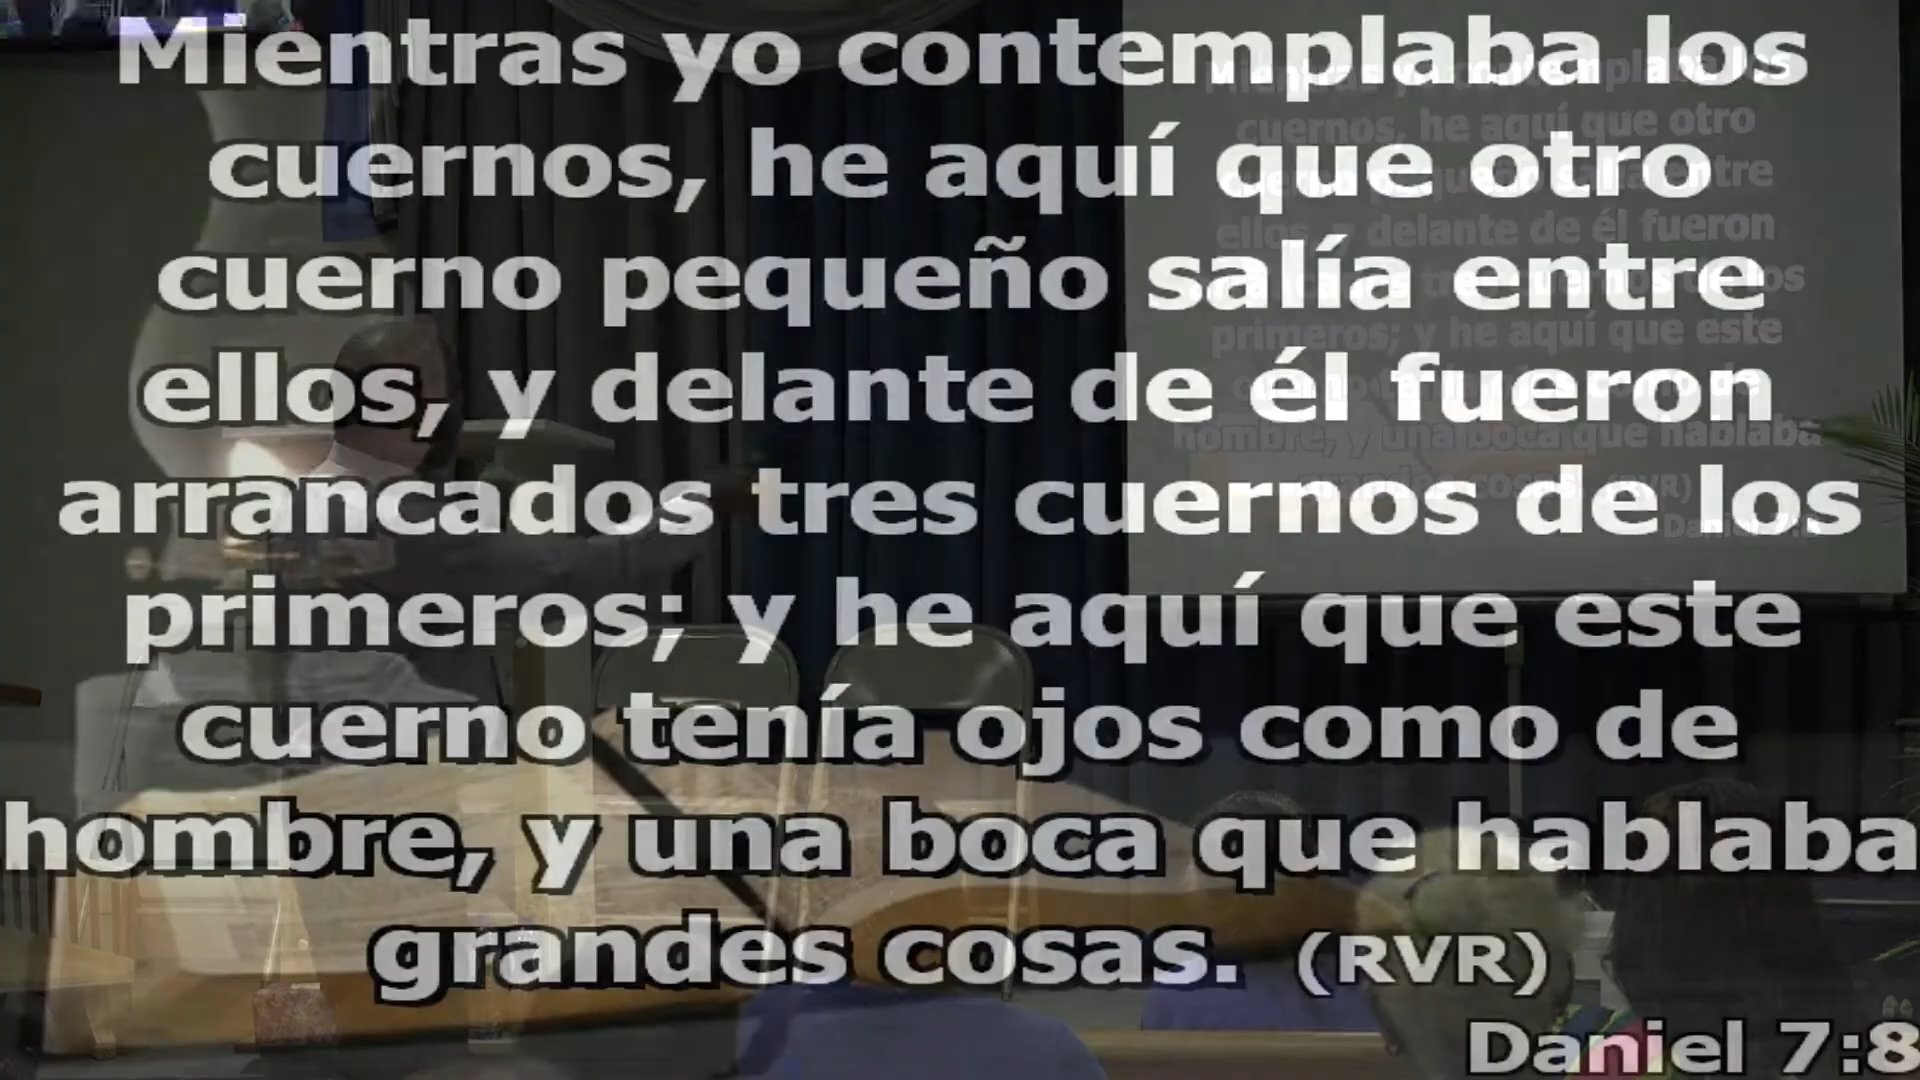 Mientras yo contemplaba los
cuernos, he aquí que otro
cuerno pequeño salía entre
ellos, y delante de él fueron
arrancados tres cuernos de los
primeros; y he aquí que este
cuerno tenía ojos como de
hombre, y una boca que hablaba
grandes cosas. (RVR)
Daniel 7:8